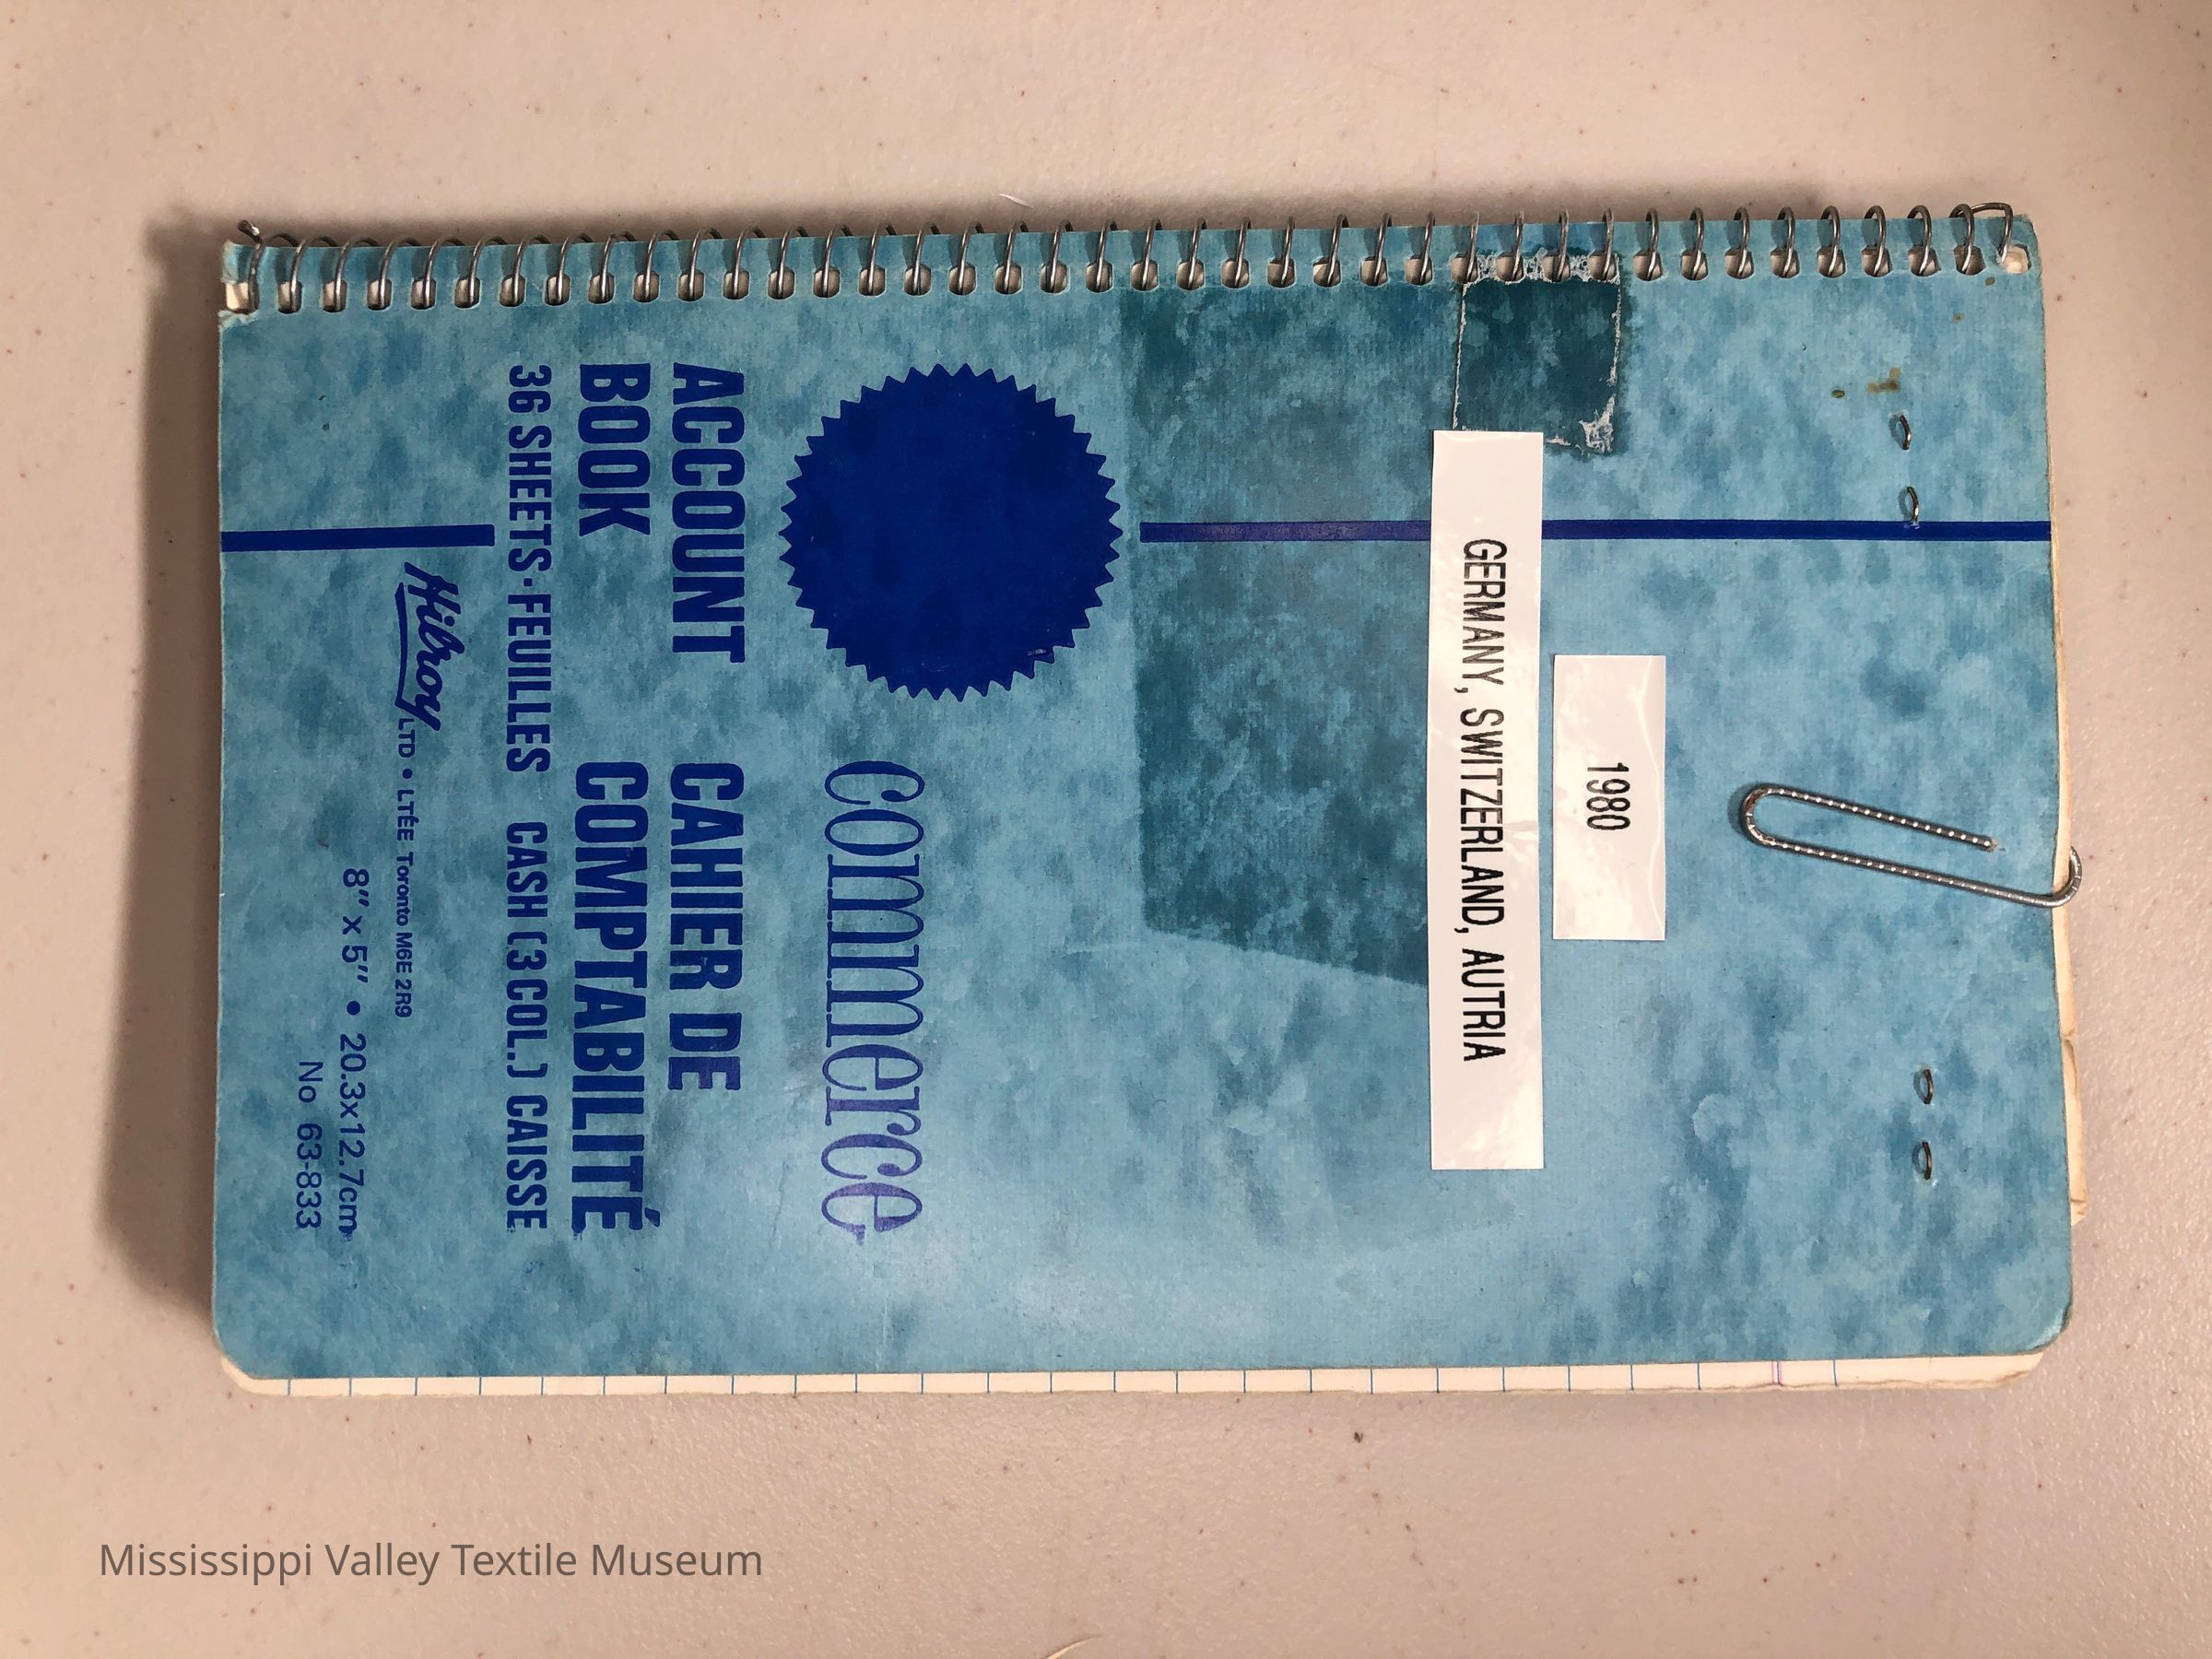 1980
GERMANY, SWITZERLAND, AUTRIA
commerce
ACCOUNT
BOOK
CAHIER DE
COMPTABILITÉ
36 SHEETS·FEUILLES CASH (3 COL.) CAISSE
Hilroy LTD • LTÉE Toronto M6E 2R9
8" x 5" • 20.3x12.7cm
No 63-833
Mississippi Valley Textile Museum